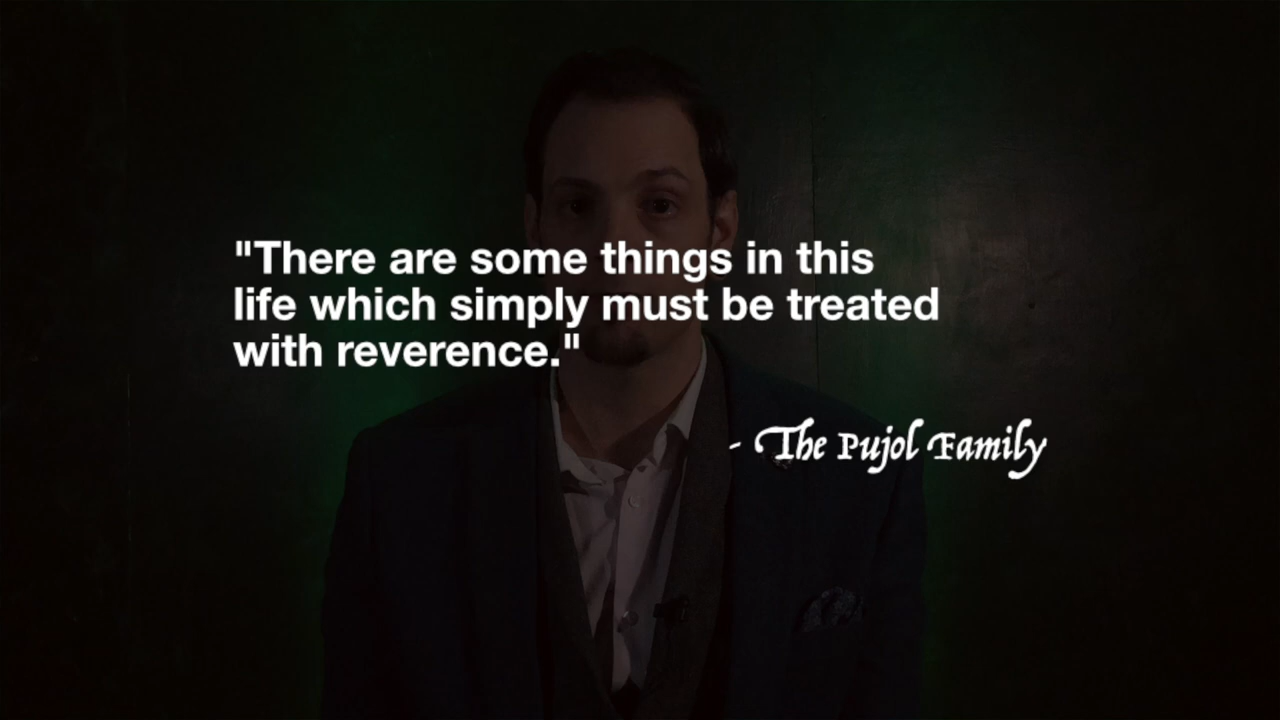 "There are some things in this
life which simply must be treated
with reverence."
- The Pujol Family